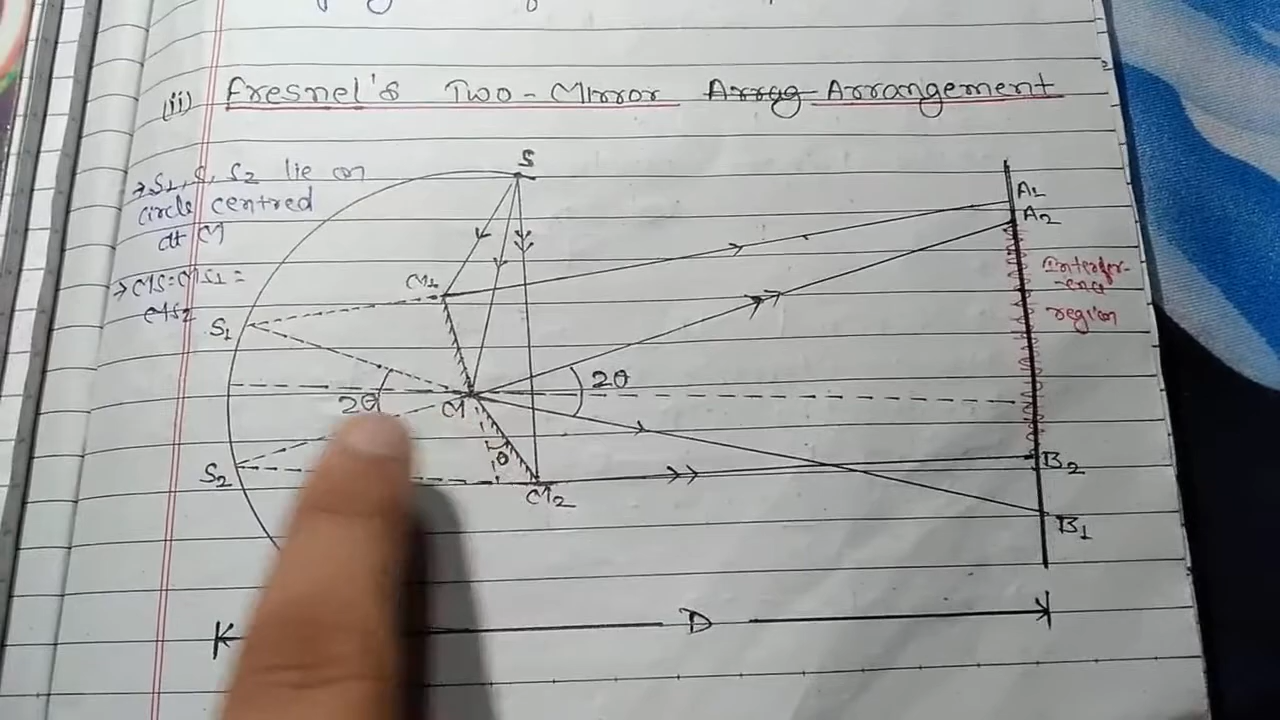 (ii) Fresnel's Two-Mirror Array Arrangement
→S1, S, S2 lie on
circle centred
at M
→MS=MS1=
MS2
S
A1
A2
Interfer-
ence
region
M1
S1
2θ
2θ
M
θ
S2
M2
B2
B1
D